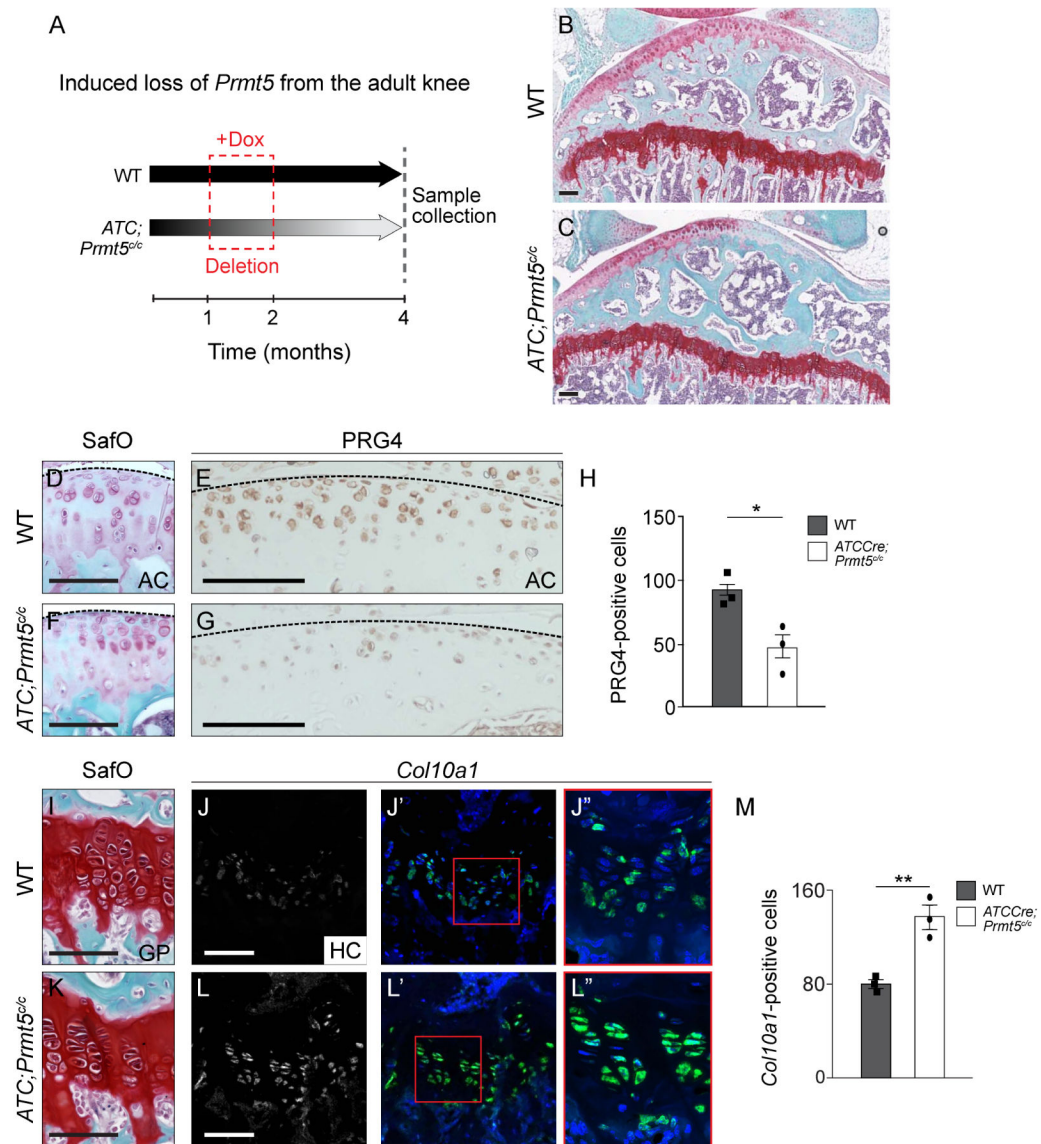 A
Induced loss of Prmt5 from the adult knee
+Dox
WT
ATC;
Prmt5c/c
Deletion
Sample
collection
1
2
4
Time (months)
B
WT
C
ATC;Prmt5c/c
SafO
PRG4
D
WT
AC
E
AC
F
ATC;Prmt5c/c
G
H
150
100
50
0
PRG4-positive cells
*
WT
ATCCre;
Prmt5c/c
SafO
Col10a1
I
WT
GP
J
HC
J'
J"
K
ATC;Prmt5c/c
L
L'
L"
M
160
80
0
Col10a1-positive cells
**
WT
ATCCre;
Prmt5c/c